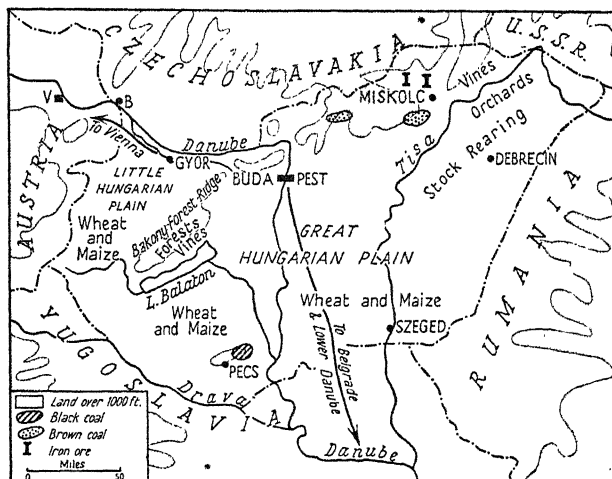 CZECHOSLAVAKIA
U.S.S.R.
V
B
To Vienna
Danube
GYOR
MISKOLC
Vines
Orchards
Stock Rearing
Tisa
DEBRECIN
AUSTRIA
LITTLE
HUNGARIAN
PLAIN
BUDA
PEST
Bakony-Forest-Ridge
Forests
Vines
Wheat
and
Maize
GREAT
HUNGARIAN PLAIN
L. Balaton
Wheat
and Maize
Wheat and Maize
SZEGED
RUMANIA
To Belgrade
& Lower Danube
PECS
YUGOSLAVIA
Drava
Danube
Land over 1000 ft.
Black coal
Brown coal
I Iron ore
Miles
0 50